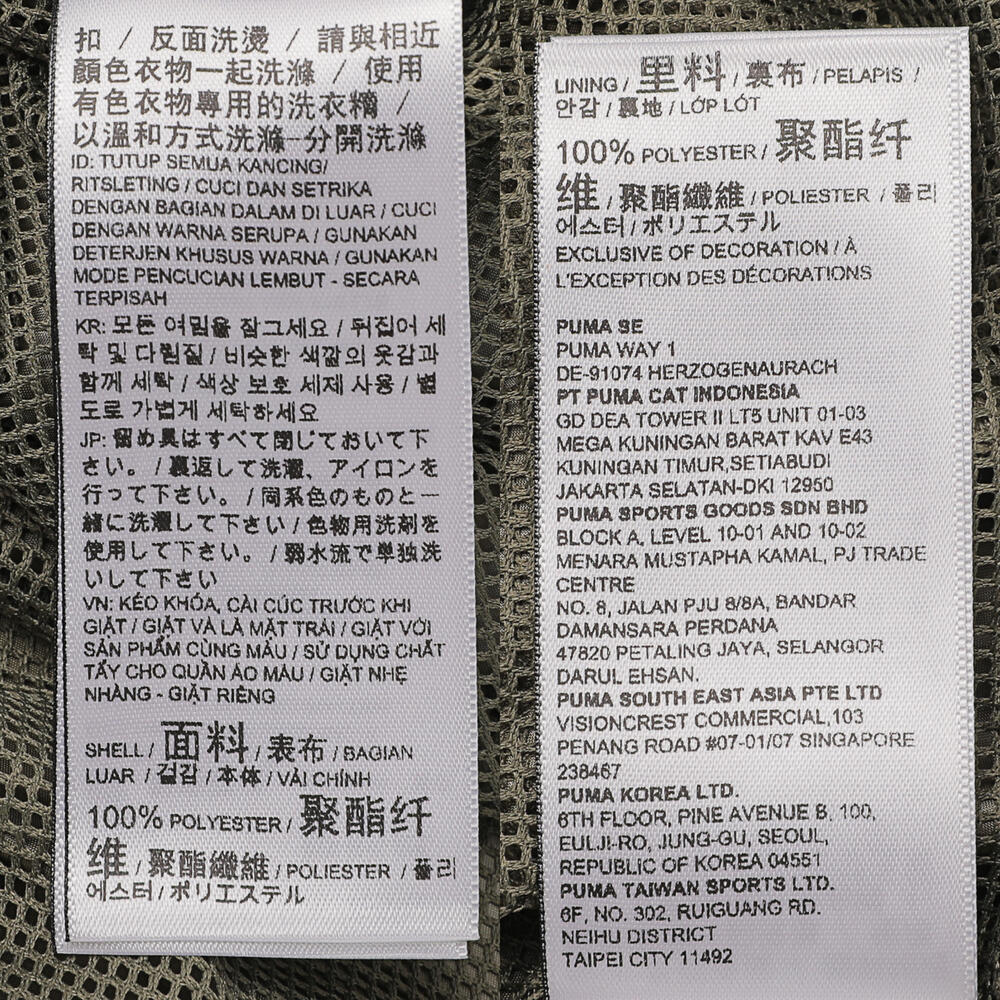 扣 / 反面洗燙 / 請與相近
顏色衣物一起洗滌 / 使用
有色衣物專用的洗衣精 /
以溫和方式洗滌-分開洗滌
ID: TUTUP SEMUA KANCING/
RITSLETING / CUCI DAN SETRIKA
DENGAN BAGIAN DALAM DI LUAR / CUCI
DENGAN WARNA SERUPA / GUNAKAN
DETERJEN KHUSUS WARNA / GUNAKAN
MODE PENCUCIAN LEMBUT - SECARA
TERPISAH
KR: 모든 여밈을 잠그세요 / 뒤집어 세
탁 및 다림질 / 비슷한 색깔의 옷감과
함께 세탁 / 색상 보호 세제 사용 / 별
도로 가볍게 세탁하세요
JP: 留め具はすべて閉じておいて下
さい。 / 裏返して洗濯、アイロンを
行って下さい。 / 同系色のものと一
緒に洗濯して下さい / 色物用洗剤を
使用して下さい。 / 弱水流で単独洗
いして下さい
VN: KÉO KHÓA, CÀI CÚC TRƯỚC KHI
GIẶT / GIẶT VÀ LÀ MẶT TRÁI / GIẶT VỚI
SẢN PHẨM CÙNG MÀU / SỬ DỤNG CHẤT
TẨY CHO QUẦN ÁO MÀU / GIẶT NHẸ
NHÀNG - GIẶT RIÊNG
SHELL / 面料 / 表布 / BAGIAN
LUAR / 겉감 / 本体 / VẢI CHÍNH
100% POLYESTER / 聚酯纤
维 / 聚酯纖維 / POLIESTER / 폴리
에스터 / ポリエステル
LINING / 里料 / 裏布 / PELAPIS /
안감 / 裏地 / LỚP LÓT
100% POLYESTER / 聚酯纤
维 / 聚酯纖維 / POLIESTER / 폴리
에스터 / ポリエステル
EXCLUSIVE OF DECORATION / À
L'EXCEPTION DES DÉCORATIONS
PUMA SE
PUMA WAY 1
DE-91074 HERZOGENAURACH
PT PUMA CAT INDONESIA
GD DEA TOWER II LT5 UNIT 01-03
MEGA KUNINGAN BARAT KAV E43
KUNINGAN TIMUR,SETIABUDI
JAKARTA SELATAN-DKI 12950
PUMA SPORTS GOODS SDN BHD
BLOCK A, LEVEL 10-01 AND 10-02
MENARA MUSTAPHA KAMAL, PJ TRADE
CENTRE
NO. 8, JALAN PJU 8/8A, BANDAR
DAMANSARA PERDANA
47820 PETALING JAYA, SELANGOR
DARUL EHSAN.
PUMA SOUTH EAST ASIA PTE LTD
VISIONCREST COMMERCIAL,103
PENANG ROAD #07-01/07 SINGAPORE
238467
PUMA KOREA LTD.
6TH FLOOR, PINE AVENUE B, 100,
EULJI-RO, JUNG-GU, SEOUL,
REPUBLIC OF KOREA 04551
PUMA TAIWAN SPORTS LTD.
6F, NO. 302, RUIGUANG RD.
NEIHU DISTRICT
TAIPEI CITY 11492